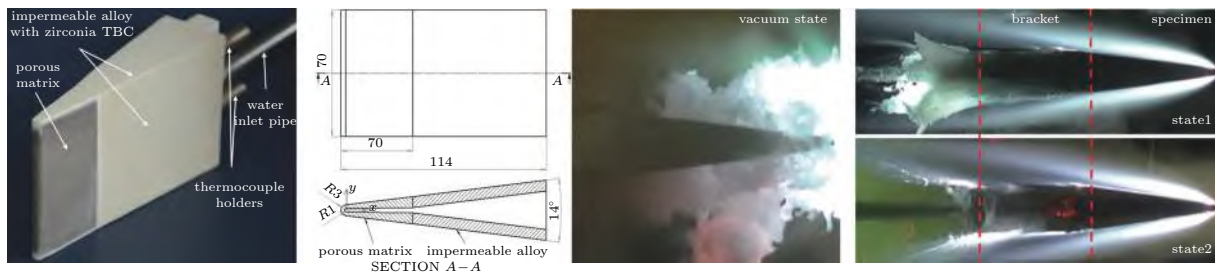 impermeable alloy
with zirconia TBC
porous
matrix
water
inlet pipe
thermocouple
holders
70
A
A
70
114
R3
y
R1
x
14°
porous matrix impermeable alloy
SECTION A−A
vacuum state
bracket
specimen
state1
state2